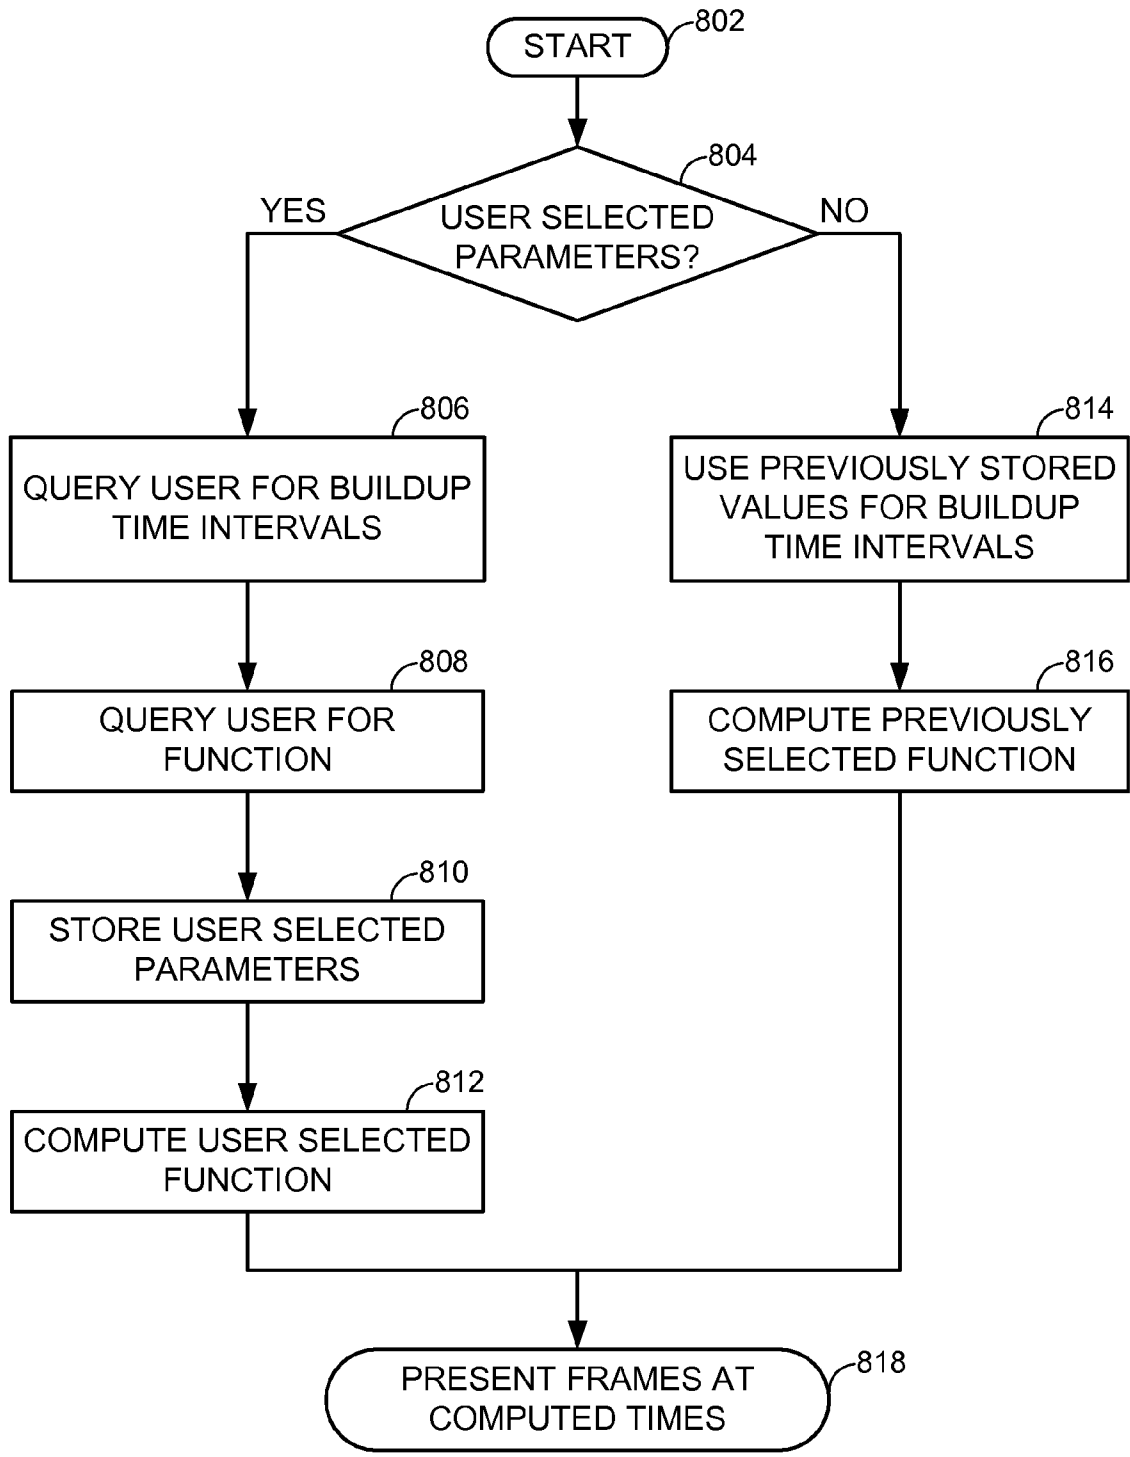 START
802
804
YES
USER SELECTED
PARAMETERS?
NO
806
QUERY USER FOR BUILDUP
TIME INTERVALS
814
USE PREVIOUSLY STORED
VALUES FOR BUILDUP
TIME INTERVALS
808
QUERY USER FOR
FUNCTION
816
COMPUTE PREVIOUSLY
SELECTED FUNCTION
810
STORE USER SELECTED
PARAMETERS
812
COMPUTE USER SELECTED
FUNCTION
818
PRESENT FRAMES AT
COMPUTED TIMES